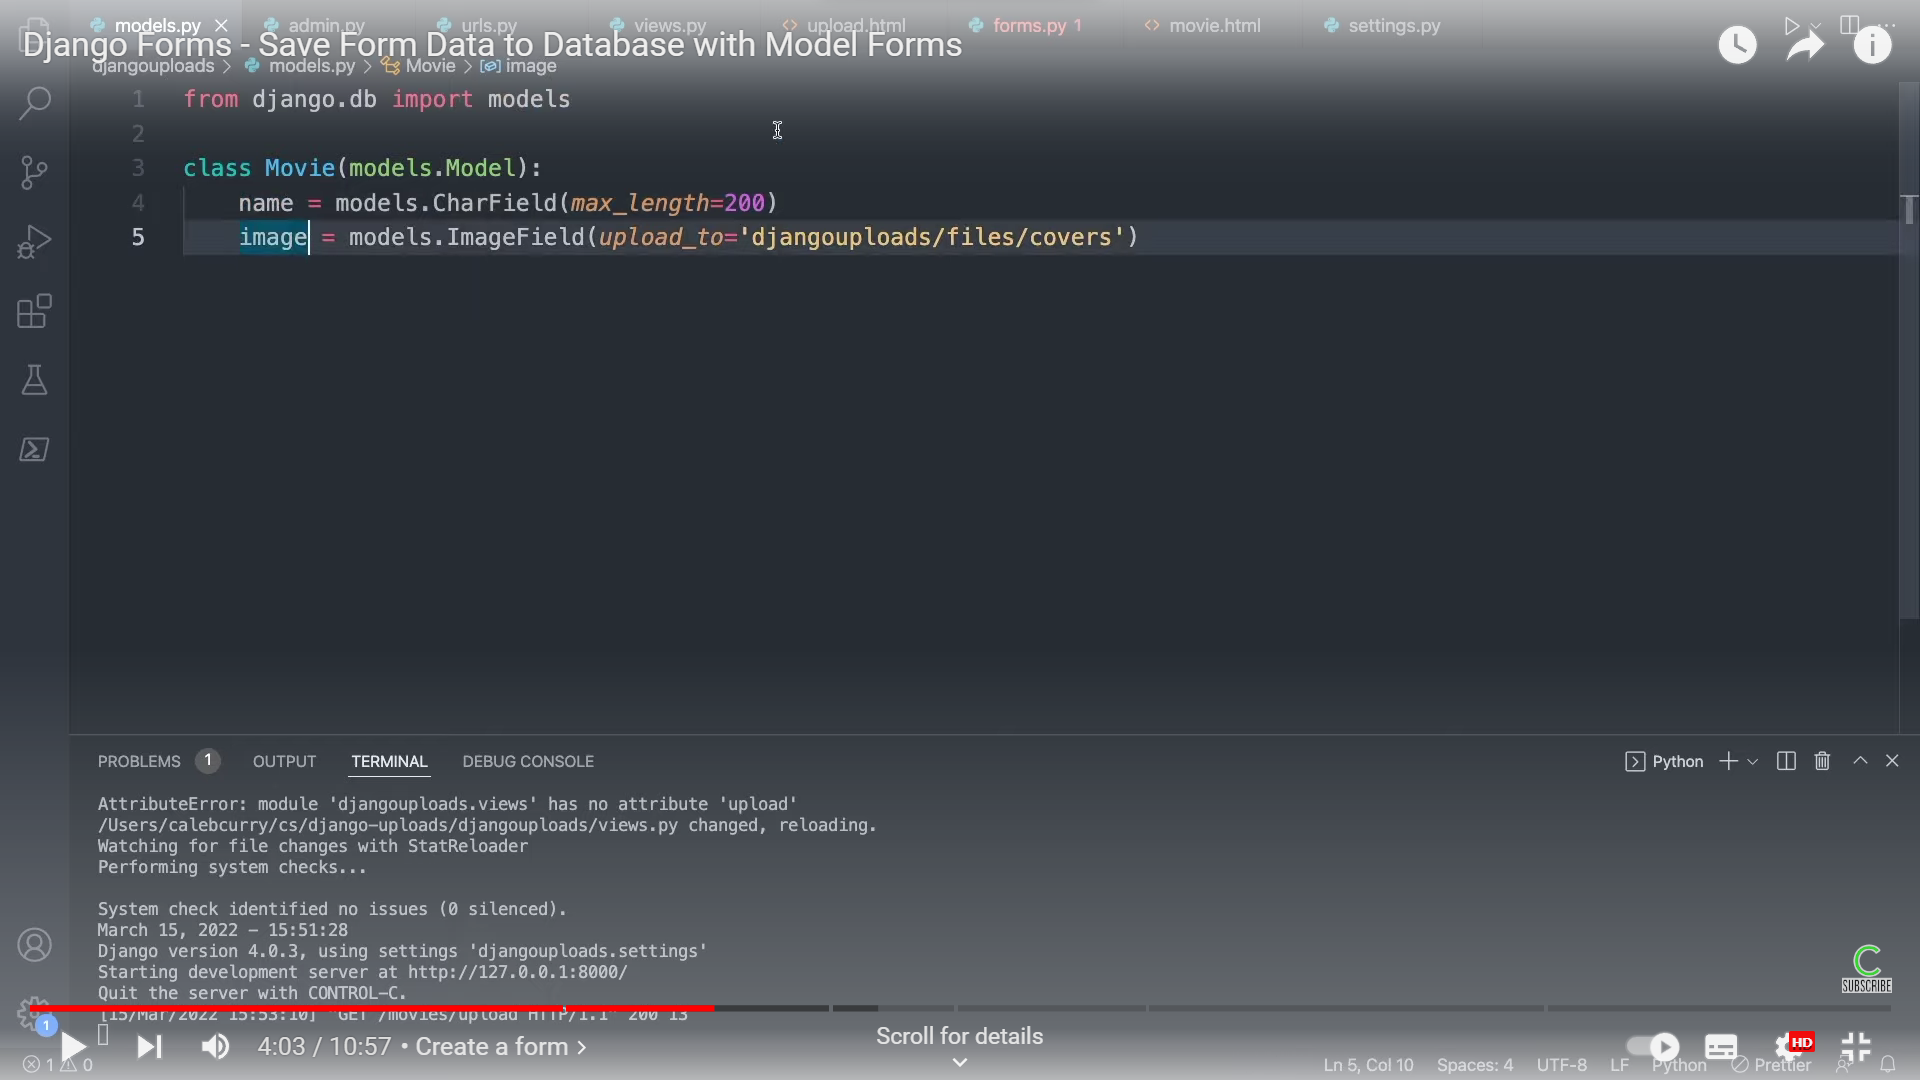 models.py admin.py urls.py views.py upload.html forms.py 1 movie.html settings.py
Django Forms - Save Form Data to Database with Model Forms
djangouploads > models.py > Movie > image
1 from django.db import models
2
3 class Movie(models.Model):
4 name = models.CharField(max_length=200)
5 image = models.ImageField(upload_to='djangouploads/files/covers')
PROBLEMS 1 OUTPUT TERMINAL DEBUG CONSOLE Python
AttributeError: module 'djangouploads.views' has no attribute 'upload'
/Users/calebcurry/cs/django-uploads/djangouploads/views.py changed, reloading.
Watching for file changes with StatReloader
Performing system checks...
System check identified no issues (0 silenced).
March 15, 2022 - 15:51:28
Django version 4.0.3, using settings 'djangouploads.settings'
Starting development server at http://127.0.0.1:8000/
Quit the server with CONTROL-C.
SUBSCRIBE
[15/Mar/2022 15:53:10] "GET /movies/upload HTTP/1.1" 200 13
1
4:03 / 10:57 • Create a form >
Scroll for details
HD
1 0 Ln 5, Col 10 Spaces: 4 UTF-8 LF Python Prettier